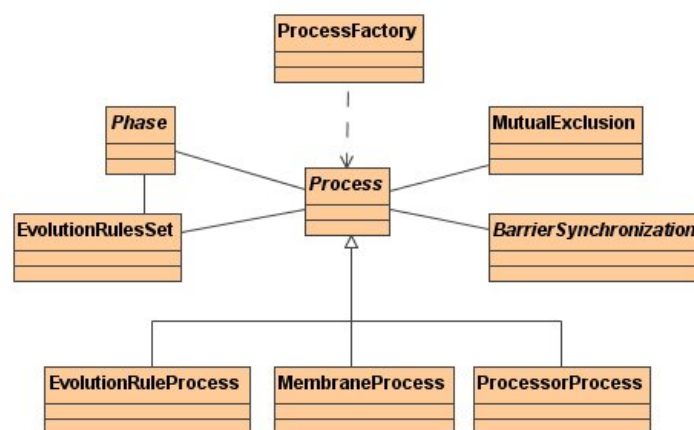 ProcessFactory
Phase
MutualExclusion
Process
EvolutionRulesSet
BarrierSynchronization
EvolutionRuleProcess
MembraneProcess
ProcessorProcess